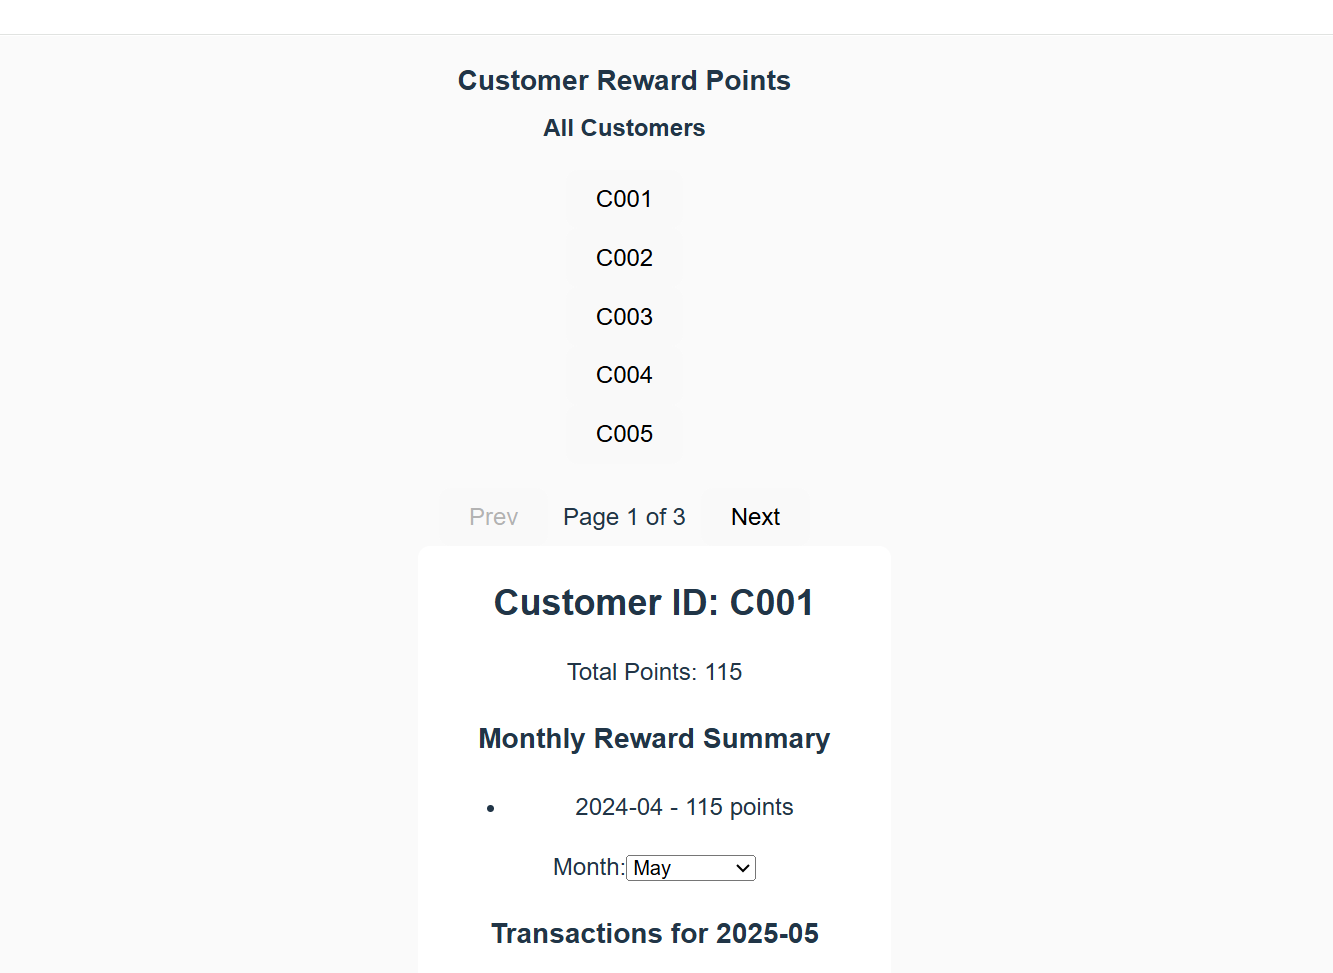 Customer Reward Points
All Customers
C001
C002
C003
C004
C005
Prev Page 1 of 3 Next
Customer ID: C001
Total Points: 115
Monthly Reward Summary
• 2024-04 - 115 points
Month: May
Transactions for 2025-05